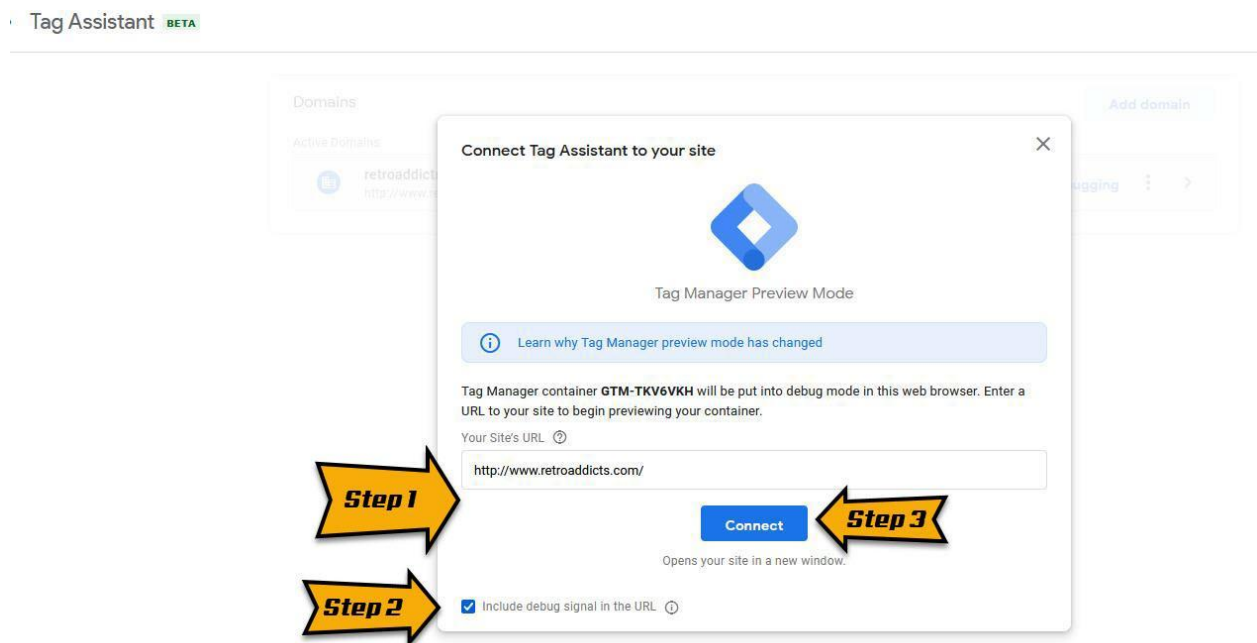 Tag Assistant BETA
Domains
Add domain
Active Domains
Connect Tag Assistant to your site
retroaddict
http://www.re
ugging
Tag Manager Preview Mode
Learn why Tag Manager preview mode has changed
Tag Manager container GTM-TKV6VKH will be put into debug mode in this web browser. Enter a
URL to your site to begin previewing your container.
Your Site's URL
http://www.retroaddicts.com/
Step 1
Connect
Step 3
Opens your site in a new window.
Step 2
Include debug signal in the URL